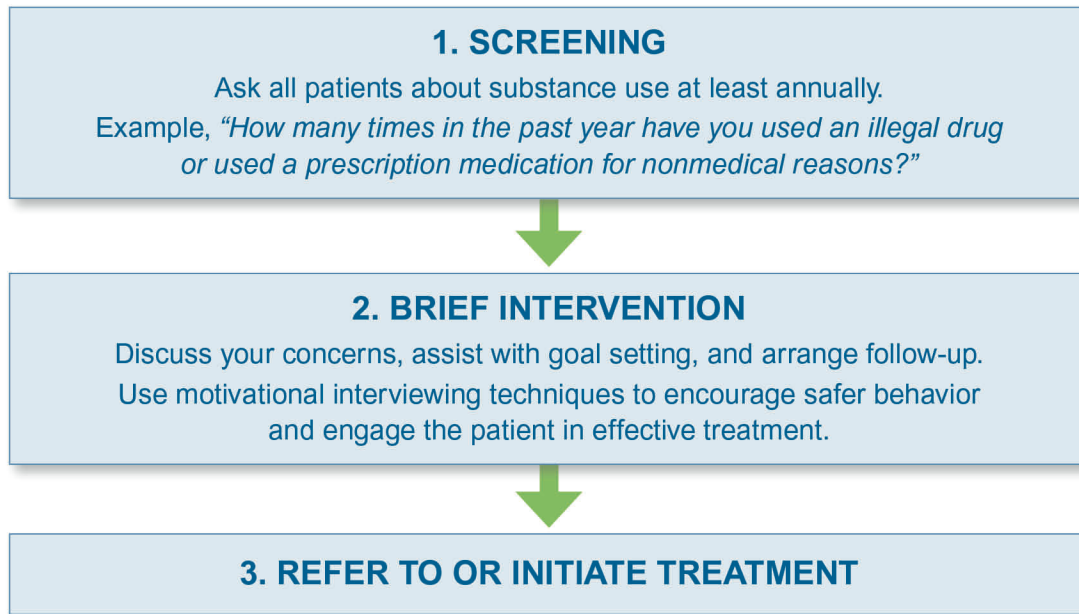 1. SCREENING
Ask all patients about substance use at least annually.
Example, “How many times in the past year have you used an illegal drug
or used a prescription medication for nonmedical reasons?”
2. BRIEF INTERVENTION
Discuss your concerns, assist with goal setting, and arrange follow-up.
Use motivational interviewing techniques to encourage safer behavior
and engage the patient in effective treatment.
3. REFER TO OR INITIATE TREATMENT